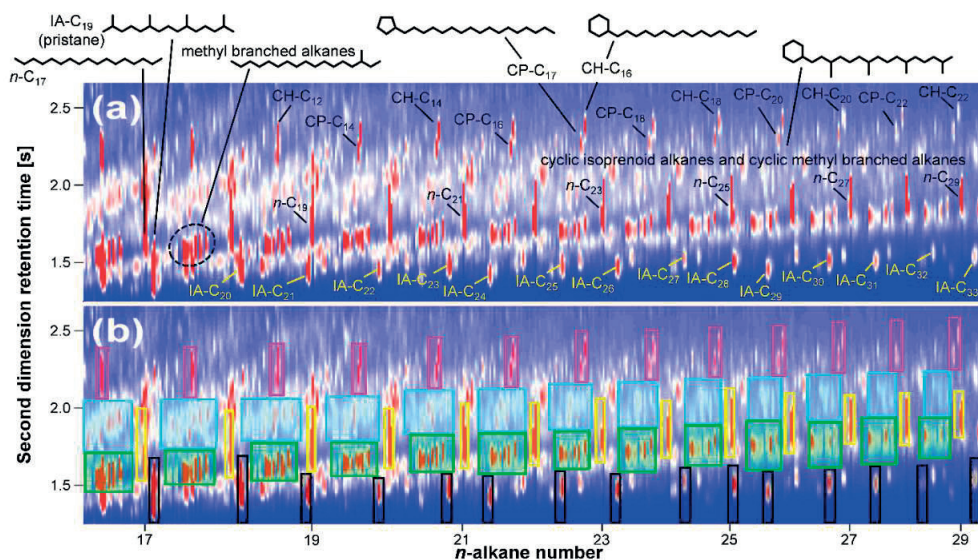 IA-C19
(pristane)
n-C17
methyl branched alkanes
CP-C17
CH-C16
(a)
CH-C12
CP-C14
CH-C14
CP-C16
CP-C18
CH-C18
CP-C20
CH-C20
CP-C22
CH-C22
cyclic isoprenoid alkanes and cyclic methyl branched alkanes
n-C19
n-C21
n-C23
n-C25
n-C27
n-C29
IA-C20
IA-C21
IA-C22
IA-C23
IA-C24
IA-C25
IA-C26
IA-C27
IA-C28
IA-C29
IA-C30
IA-C31
IA-C32
IA-C33
2.5
2.0
1.5
Second dimension retention time [s]
(b)
2.5
2.0
1.5
17
19
21
23
25
27
29
n-alkane number